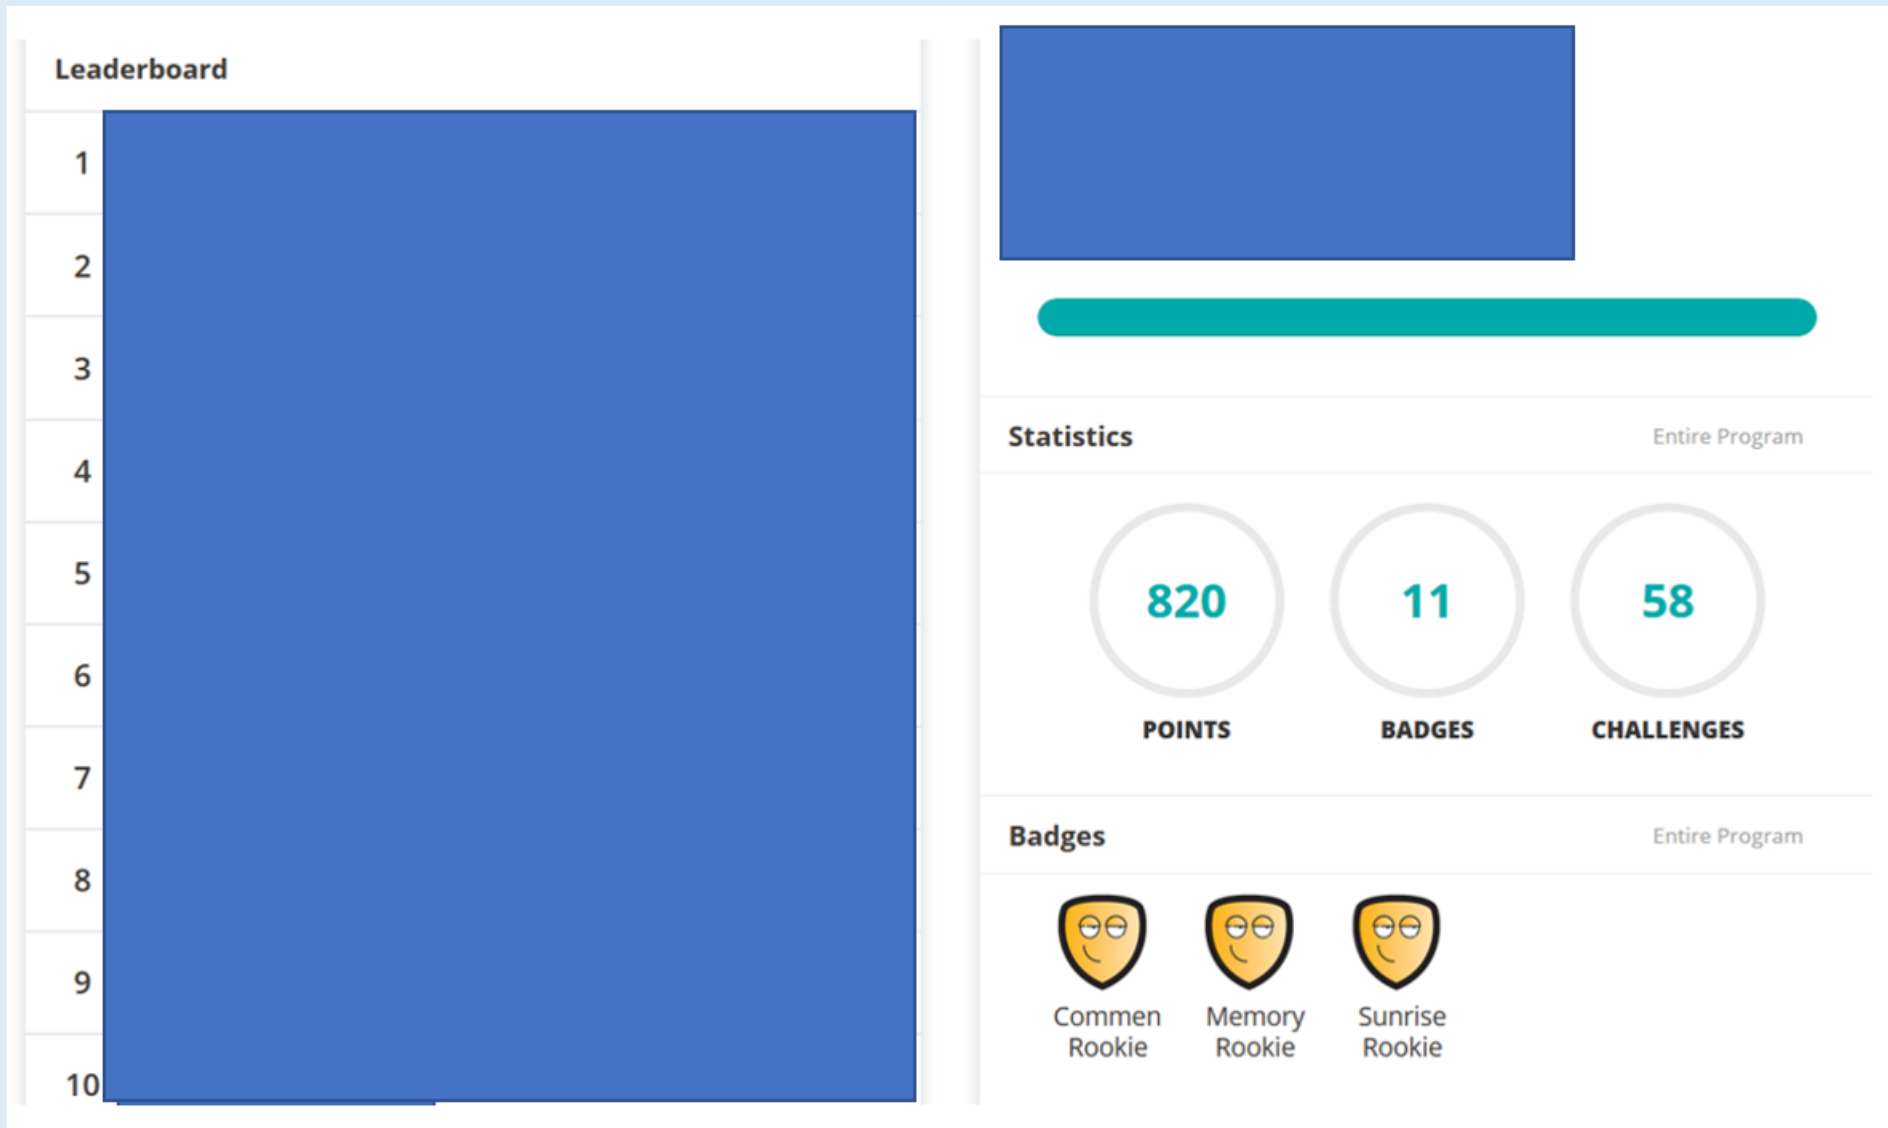 Leaderboard
1
2
3
4
5
6
7
8
9
10
Statistics
Entire Program
820
11
58
POINTS
BADGES
CHALLENGES
Badges
Entire Program
Commen
Rookie
Memory
Rookie
Sunrise
Rookie